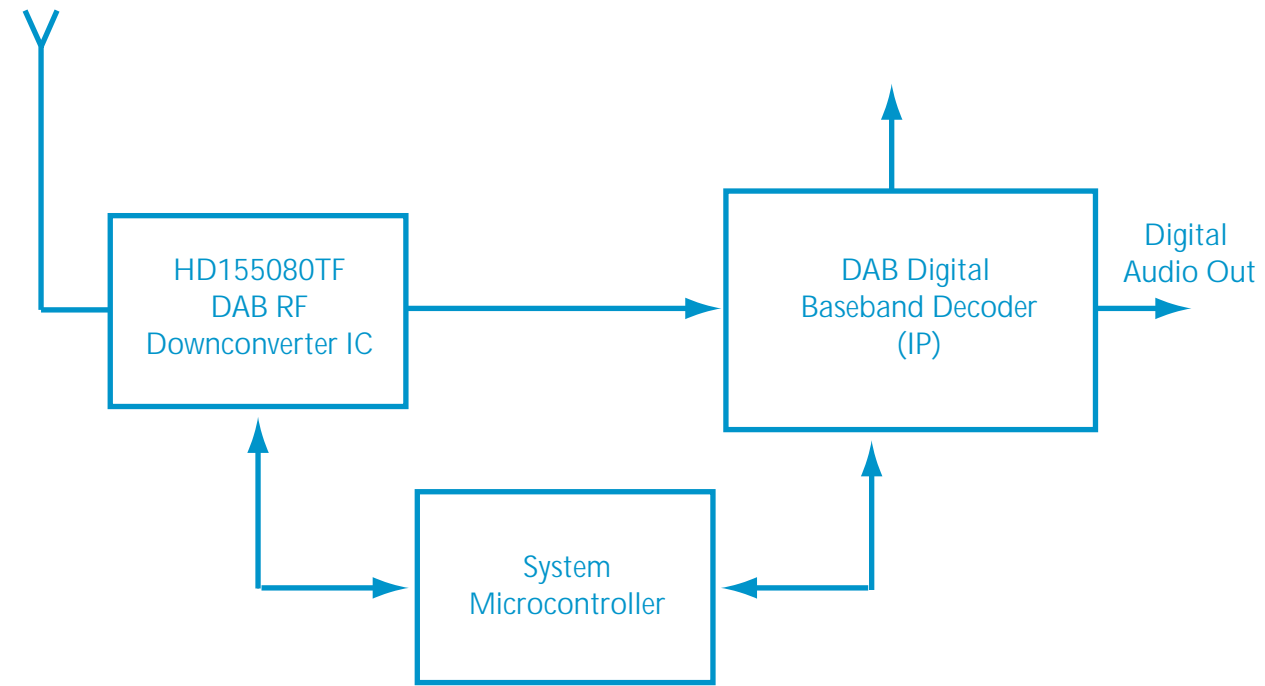 HD155080TF
DAB RF
Downconverter IC
DAB Digital
Baseband Decoder
(IP)
Digital
Audio Out
System
Microcontroller